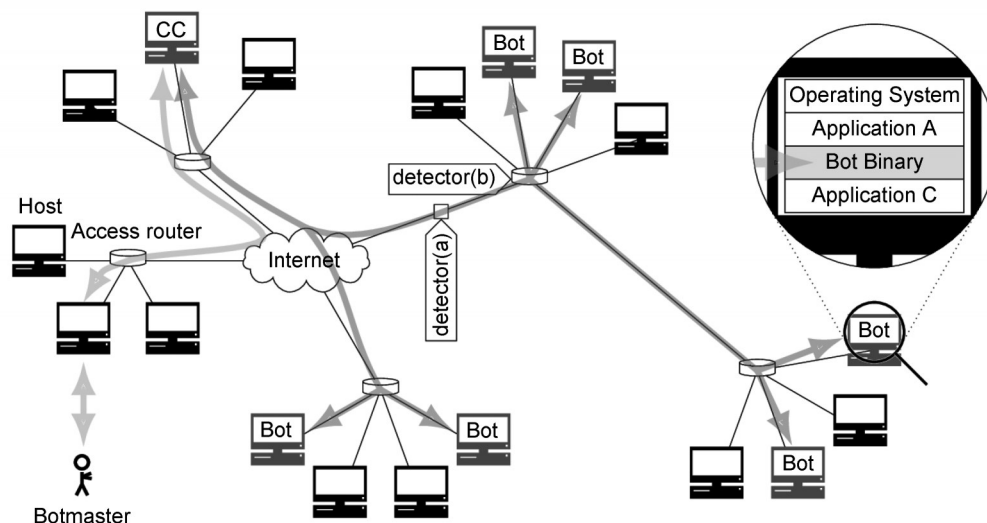 CC
Bot
Bot
Operating System
Application A
Bot Binary
Application C
detector(b)
Host
Access router
Internet
detector(a)
Bot
Bot
Bot
Bot
Botmaster